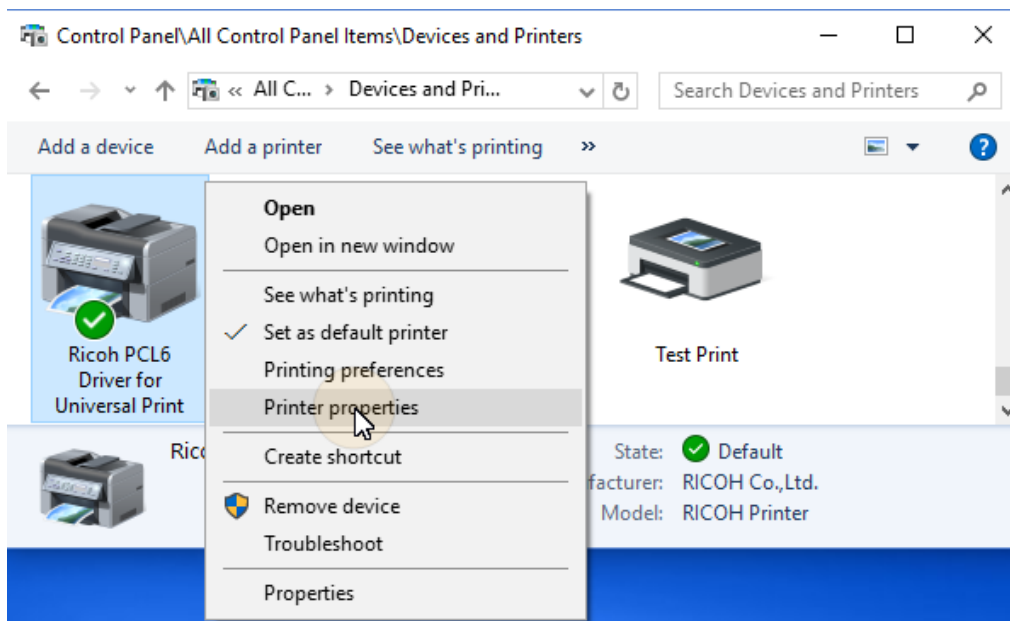 Control Panel\All Control Panel Items\Devices and Printers
« All C... › Devices and Pri...
Search Devices and Printers
Add a device Add a printer See what's printing »
Open
Open in new window
See what's printing
Set as default printer
Printing preferences
Printer properties
Create shortcut
Remove device
Troubleshoot
Properties
Ricoh PCL6
Driver for
Universal Print
Test Print
State: Default
RICOH Co.,Ltd.
Model: RICOH Printer